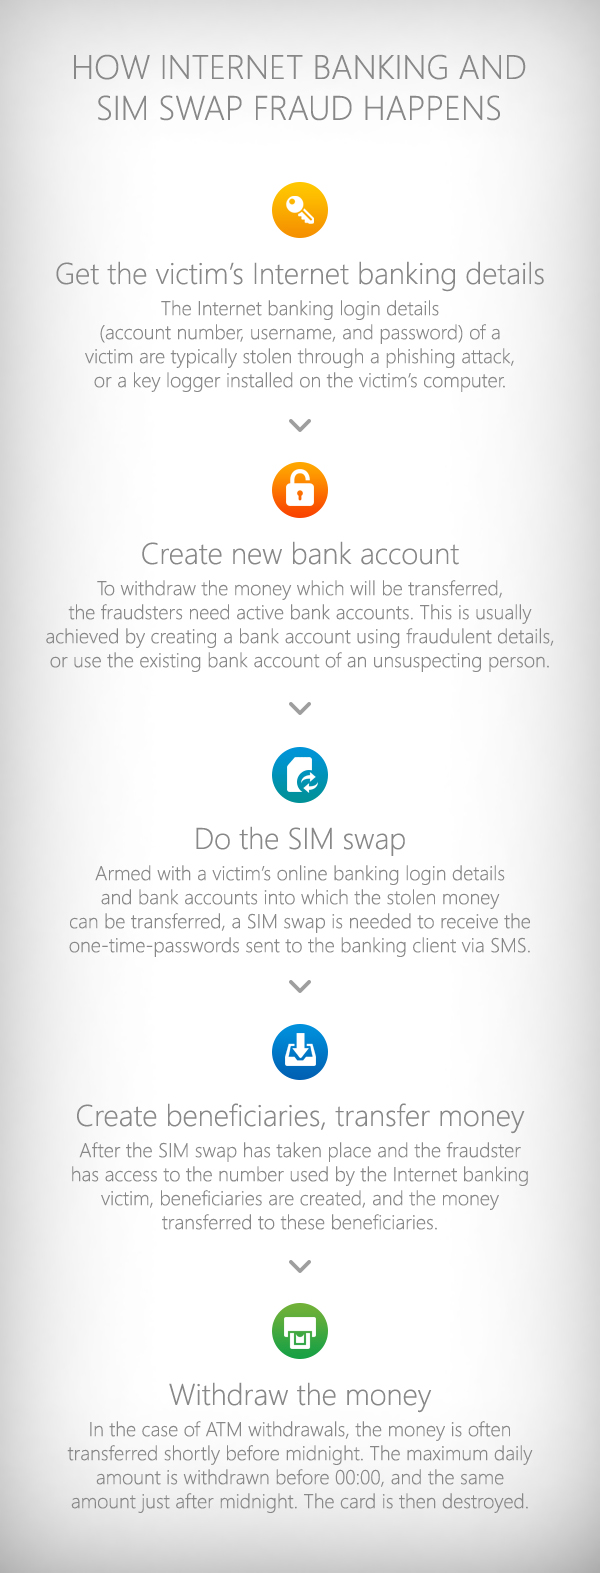 HOW INTERNET BANKING AND
SIM SWAP FRAUD HAPPENS
Get the victim's Internet banking details
The Internet banking login details
(account number, username, and password) of a
victim are typically stolen through a phishing attack,
or a key logger installed on the victim's computer.
Create new bank account
To withdraw the money which will be transferred,
the fraudsters need active bank accounts. This is usually
achieved by creating a bank account using fraudulent details,
or use the existing bank account of an unsuspecting person.
Do the SIM swap
Armed with a victim's online banking login details
and bank accounts into which the stolen money
can be transferred, a SIM swap is needed to receive the
one-time-passwords sent to the banking client via SMS.
Create beneficiaries, transfer money
After the SIM swap has taken place and the fraudster
has access to the number used by the Internet banking
victim, beneficiaries are created, and the money
transferred to these beneficiaries.
Withdraw the money
In the case of ATM withdrawals, the money is often
transferred shortly before midnight. The maximum daily
amount is withdrawn before 00:00, and the same
amount just after midnight. The card is then destroyed.